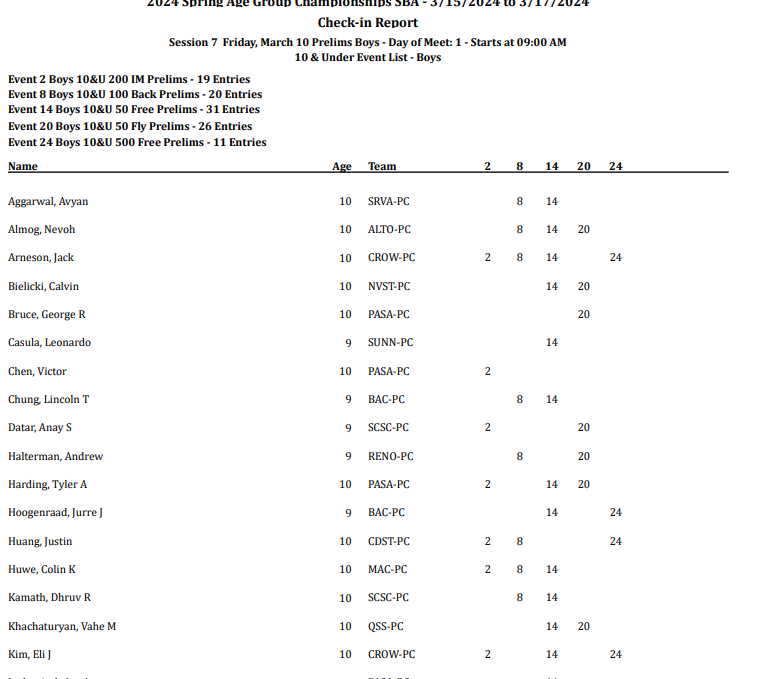 2024 Spring Age Group Championships SBA - 3/15/2024 to 3/17/2024
Check-in Report
Session 7 Friday, March 10 Prelims Boys - Day of Meet: 1 - Starts at 09:00 AM
10 & Under Event List - Boys
Event 2 Boys 10&U 200 IM Prelims - 19 Entries
Event 8 Boys 10&U 100 Back Prelims - 20 Entries
Event 14 Boys 10&U 50 Free Prelims - 31 Entries
Event 20 Boys 10&U 50 Fly Prelims - 26 Entries
Event 24 Boys 10&U 500 Free Prelims - 11 Entries
Name Age Team 2 8 14 20 24
Aggarwal, Avyan 10 SRVA-PC 8 14
Almog, Nevoh 10 ALTO-PC 8 14 20
Arneson, Jack 10 CROW-PC 2 8 14 24
Bielicki, Calvin 10 NVST-PC 14 20
Bruce, George R 10 PASA-PC 20
Casula, Leonardo 9 SUNN-PC 14
Chen, Victor 10 PASA-PC 2
Chung, Lincoln T 9 BAC-PC 8 14
Datar, Anay S 9 SCSC-PC 2 20
Halterman, Andrew 9 RENO-PC 8 20
Harding, Tyler A 10 PASA-PC 2 14 20
Hoogenraad, Jurre J 9 BAC-PC 14 24
Huang, Justin 10 CDST-PC 2 8 24
Huwe, Colin K 10 MAC-PC 2 8 14
Kamath, Dhruv R 10 SCSC-PC 8 14
Khachaturyan, Vahe M 10 QSS-PC 14 20
Kim, Eli J 10 CROW-PC 2 14 24